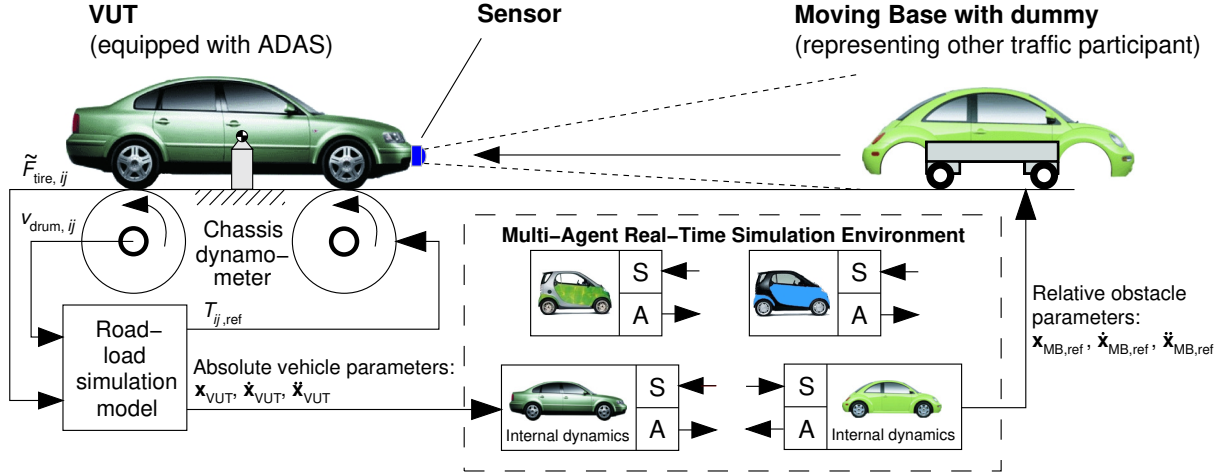 VUT
(equipped with ADAS)
Sensor
Moving Base with dummy
(representing other traffic participant)
F̃tire, ij
vdrum, ij
Chassis
dynamo−
meter
Multi−Agent Real−Time Simulation Environment
S
A
S
A
Road−
load
simulation
model
Tij,ref
Absolute vehicle parameters:
xVUT, ẋVUT, ẍVUT
S
A
Internal dynamics
S
A
Internal dynamics
Relative obstacle
parameters:
xMB,ref, ẋMB,ref, ẍMB,ref